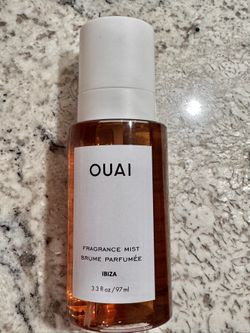 OUAI
FRAGRANCE MIST
BRUME PARFUMÉE
IBIZA
3.3 fl oz / 97 ml